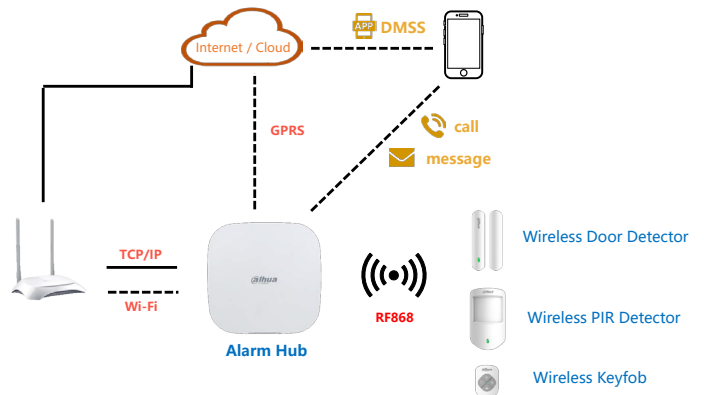 Internet / Cloud
APP DMSS
GPRS
call
message
TCP/IP
Wi-Fi
alhua
Alarm Hub
RF868
Wireless Door Detector
Wireless PIR Detector
Wireless Keyfob